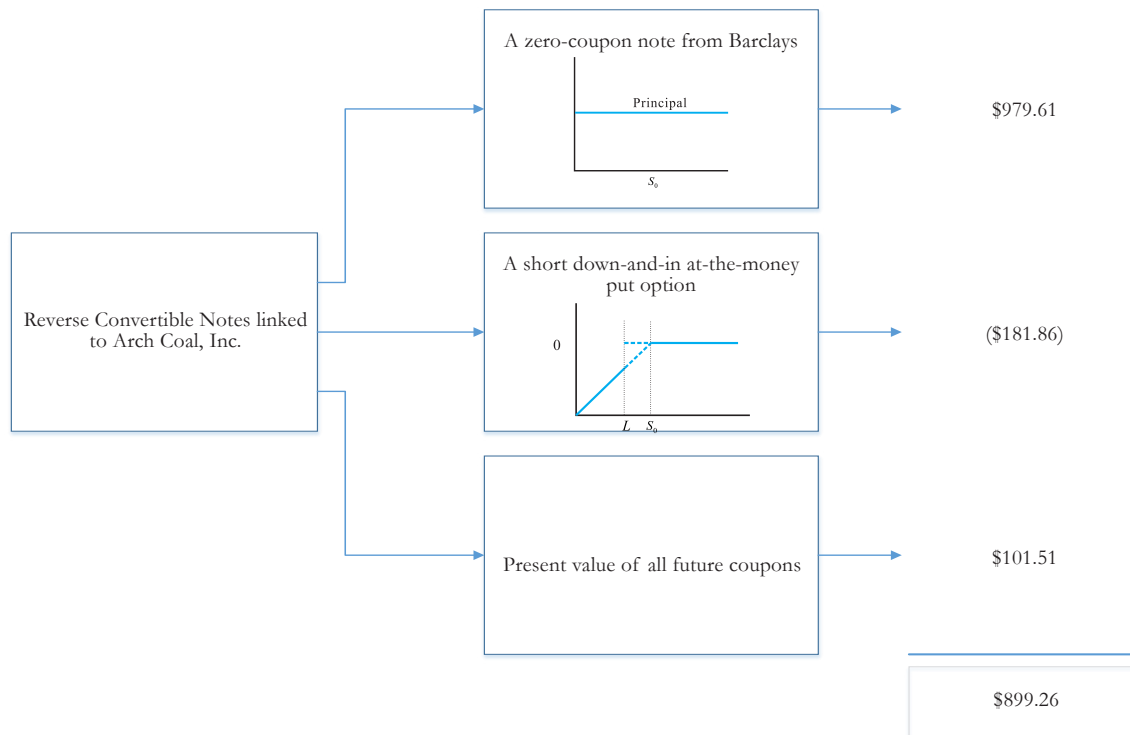 A zero-coupon note from Barclays
Principal
S0
$979.61
Reverse Convertible Notes linked
to Arch Coal, Inc.
A short down-and-in at-the-money
put option
0
L
S0
($181.86)
Present value of all future coupons
$101.51
$899.26